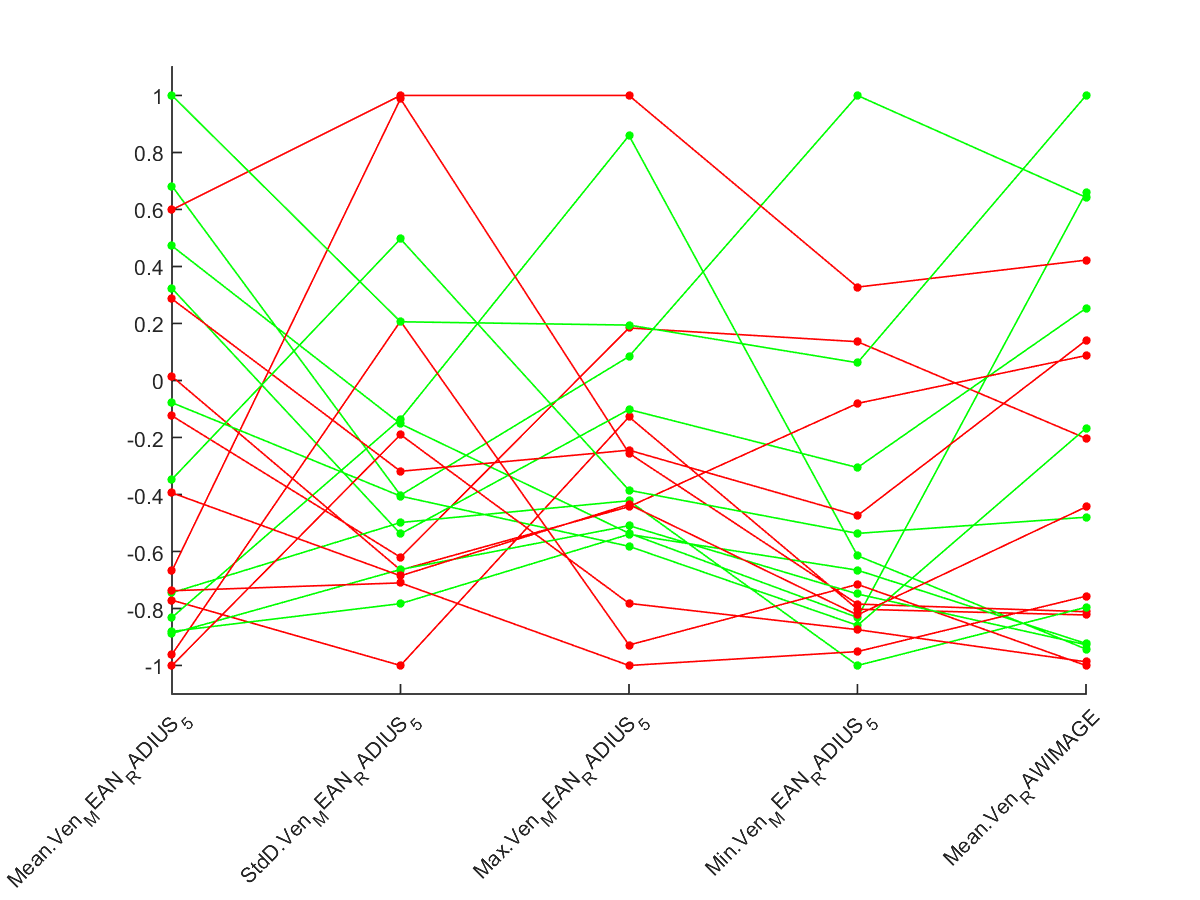 1
0.8
0.6
0.4
0.2
0
-0.2
-0.4
-0.6
-0.8
-1
Mean.Ven_MEAN_RADIUS_5
StdD.Ven_MEAN_RADIUS_5
Max.Ven_MEAN_RADIUS_5
Min.Ven_MEAN_RADIUS_5
Mean.Ven_RAWIMAGE